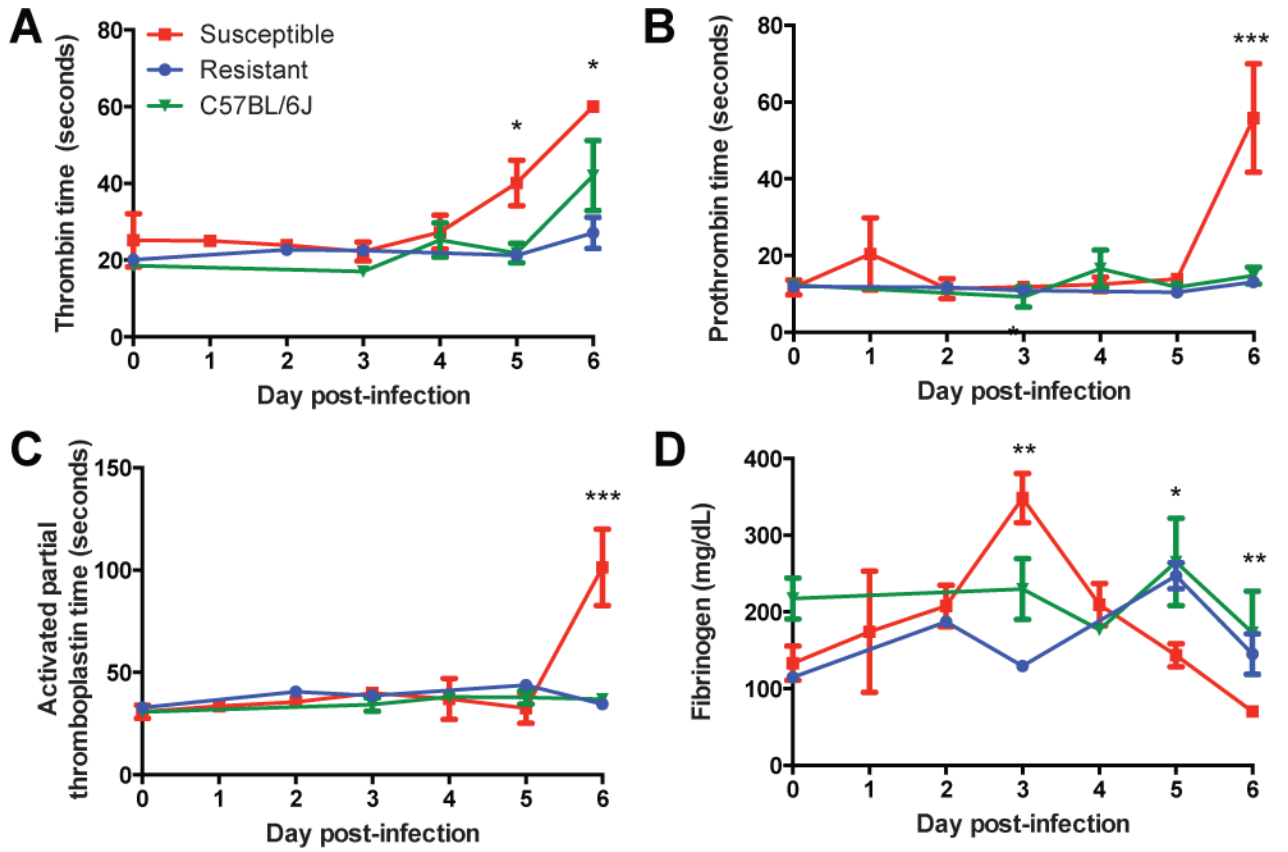 A
Thrombin time (seconds)
80
60
40
20
0
Susceptible
Resistant
C57BL/6J
*
*
0 1 2 3 4 5 6
Day post-infection
B
Prothrombin time (seconds)
80
60
40
20
0
***
*
0 1 2 3 4 5 6
Day post-infection
C
Activated partial
thromboplastin time (seconds)
150
100
50
0
***
0 1 2 3 4 5 6
Day post-infection
D
Fibrinogen (mg/dL)
400
300
200
100
0
**
*
**
0 1 2 3 4 5 6
Day post-infection